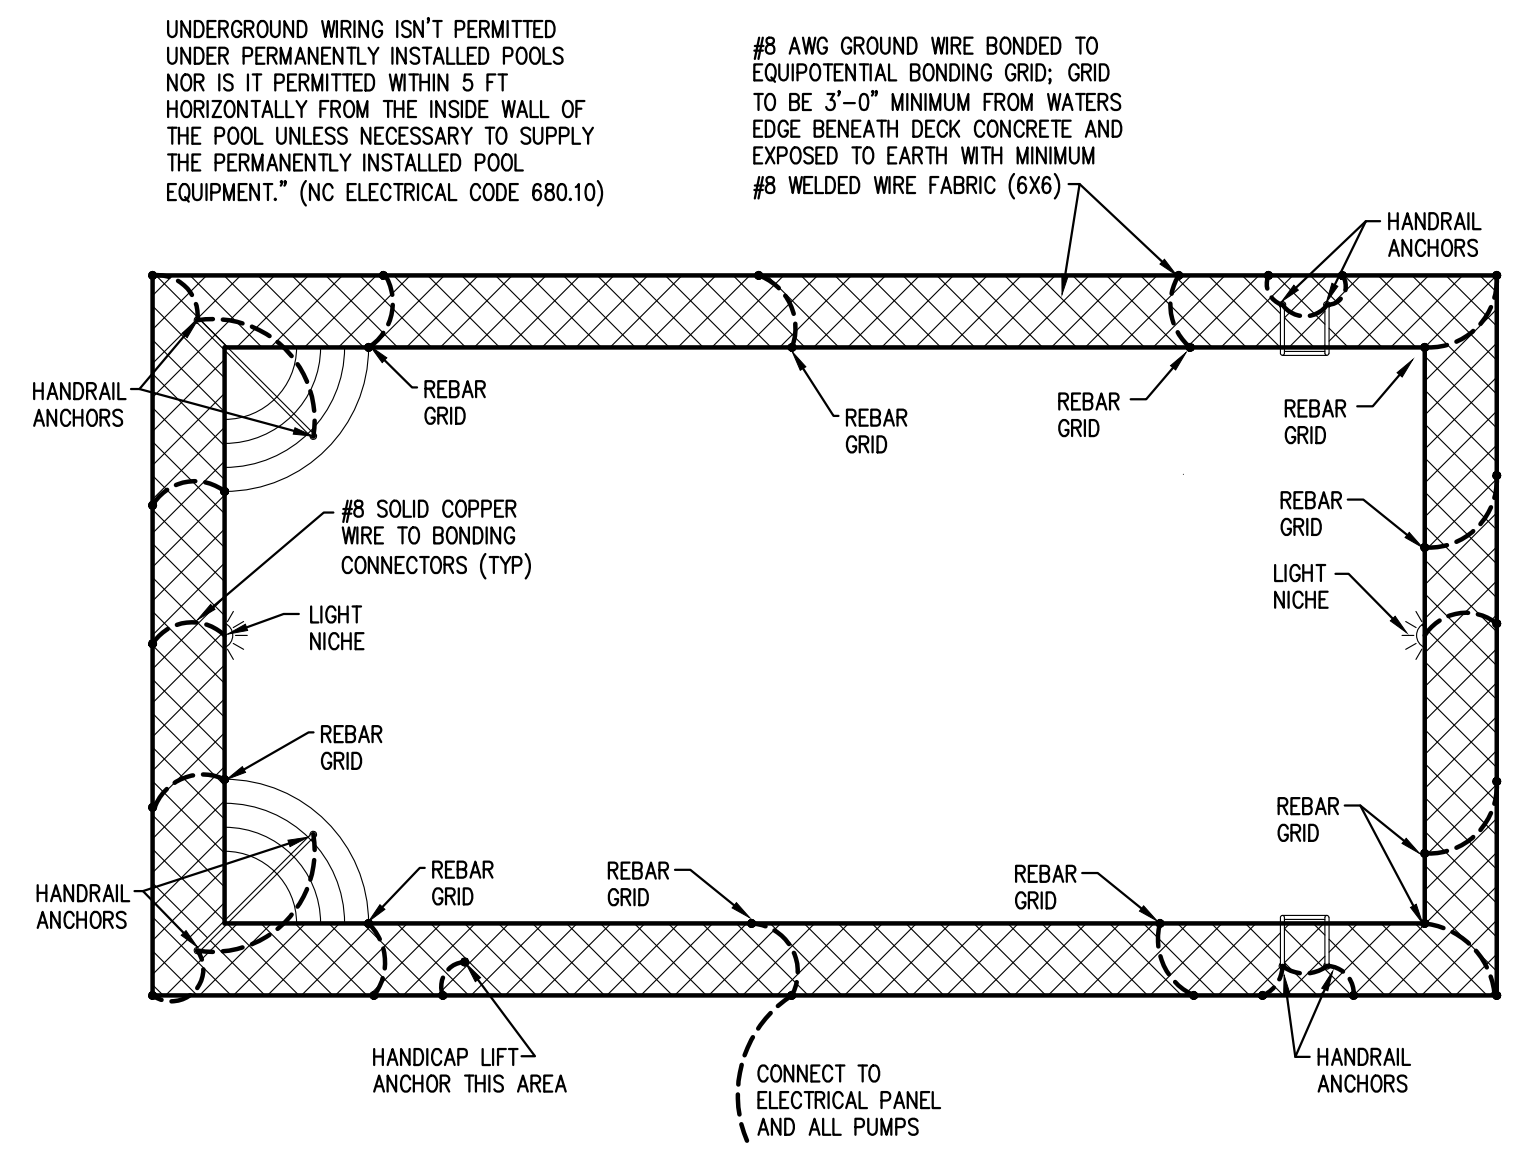 UNDERGROUND WIRING ISN'T PERMITTED
UNDER PERMANENTLY INSTALLED POOLS
NOR IS IT PERMITTED WITHIN 5 FT
HORIZONTALLY FROM THE INSIDE WALL OF
THE POOL UNLESS NECESSARY TO SUPPLY
THE PERMANENTLY INSTALLED POOL
EQUIPMENT." (NC ELECTRICAL CODE 680.10)
#8 AWG GROUND WIRE BONDED TO
EQUIPOTENTIAL BONDING GRID; GRID
TO BE 3'-0" MINIMUM FROM WATERS
EDGE BENEATH DECK CONCRETE AND
EXPOSED TO EARTH WITH MINIMUM
#8 WELDED WIRE FABRIC (6X6)
HANDRAIL
ANCHORS
HANDRAIL
ANCHORS
REBAR
GRID
REBAR
GRID
REBAR
GRID
REBAR
GRID
#8 SOLID COPPER
WIRE TO BONDING
CONNECTORS (TYP)
REBAR
GRID
LIGHT
NICHE
LIGHT
NICHE
REBAR
GRID
REBAR
GRID
HANDRAIL
ANCHORS
REBAR
GRID
REBAR
GRID
REBAR
GRID
HANDICAP LIFT
ANCHOR THIS AREA
CONNECT TO
ELECTRICAL PANEL
AND ALL PUMPS
HANDRAIL
ANCHORS